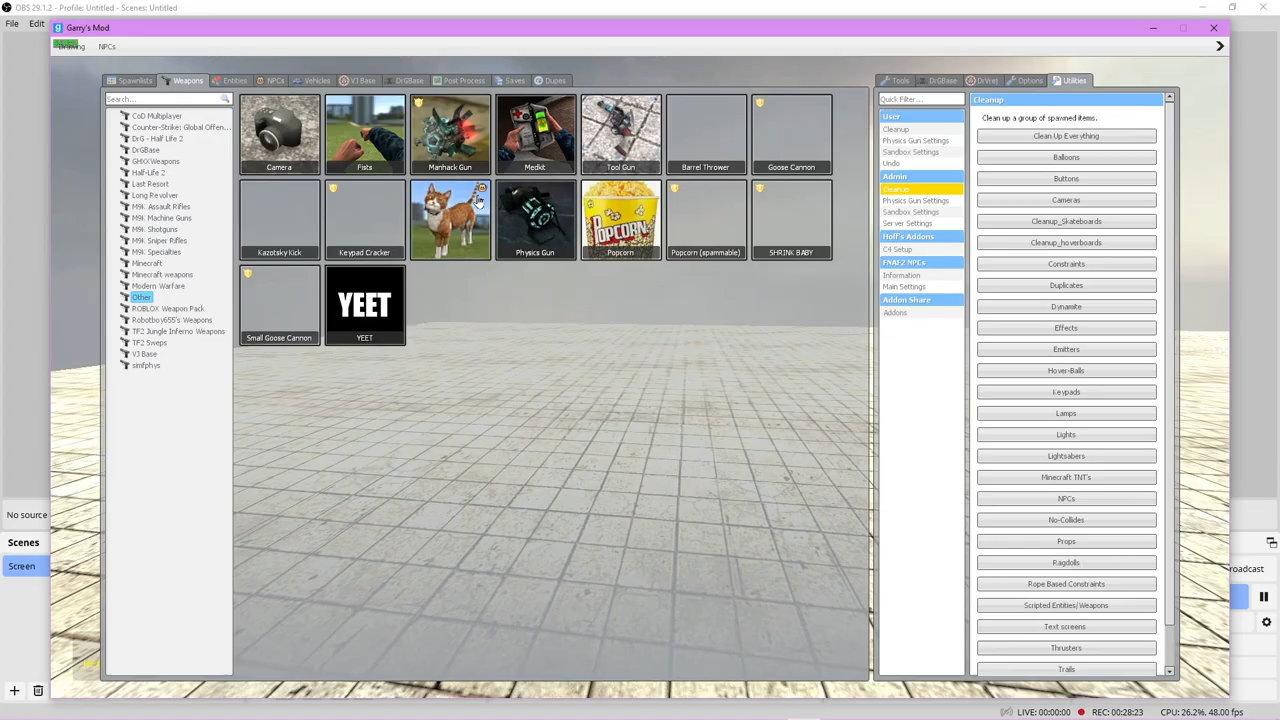 OBS 29.1.2 - Profile: Untitled - Scenes: Untitled
File Edit
Garry's Mod
Drawing NPCs
Spawnlists Weapons Entities NPCs Vehicles VJ Base DrGBase Post Process Saves Dupes
Search...
CoD Multiplayer
Counter-Strike: Global Offen...
DrG - Half Life 2
DrGBase
GHXXWeapons
Half-Life 2
Last Resort
Long Revolver
M9K Assault Rifles
M9K Machine Guns
M9K Shotguns
M9K Sniper Rifles
M9K Specialties
Minecraft
Minecraft weapons
Modern Warfare
Other
ROBLOX Weapon Pack
Robotboy655's Weapons
TF2 Jungle Inferno Weapons
TF2 Sweps
VJ Base
simfphys
Camera
Fists
Manhack Gun
Medkit
Tool Gun
Barrel Thrower
Goose Cannon
Kazotsky Kick
Keypad Cracker
Physics Gun
POPCORN
Popcorn
Popcorn (spammable)
SHRINK BABY
Small Goose Cannon
YEET
YEET
Tools DrGBase DrVrej Options Utilities
Quick Filter...
User
Cleanup
Physics Gun Settings
Sandbox Settings
Undo
Admin
Cleanup
Physics Gun Settings
Sandbox Settings
Server Settings
Hoff's Addons
C4 Setup
FNAF2 NPCs
Information
Main Settings
Addon Share
Addons
Cleanup
Clean up a group of spawned items.
Clean Up Everything
Balloons
Buttons
Cameras
Cleanup_Skateboards
Cleanup_hoverboards
Constraints
Duplicates
Dynamite
Effects
Emitters
Hover-Balls
Keypads
Lamps
Lights
Lightsabers
Minecraft TNT's
NPCs
No-Collides
Props
Ragdolls
Rope Based Constraints
Scripted Entities/Weapons
Text screens
Thrusters
Trails
No source
Scenes
Screen
roadcast
LIVE: 00:00:00 REC: 00:28:23 CPU: 26.2%, 48.00 fps